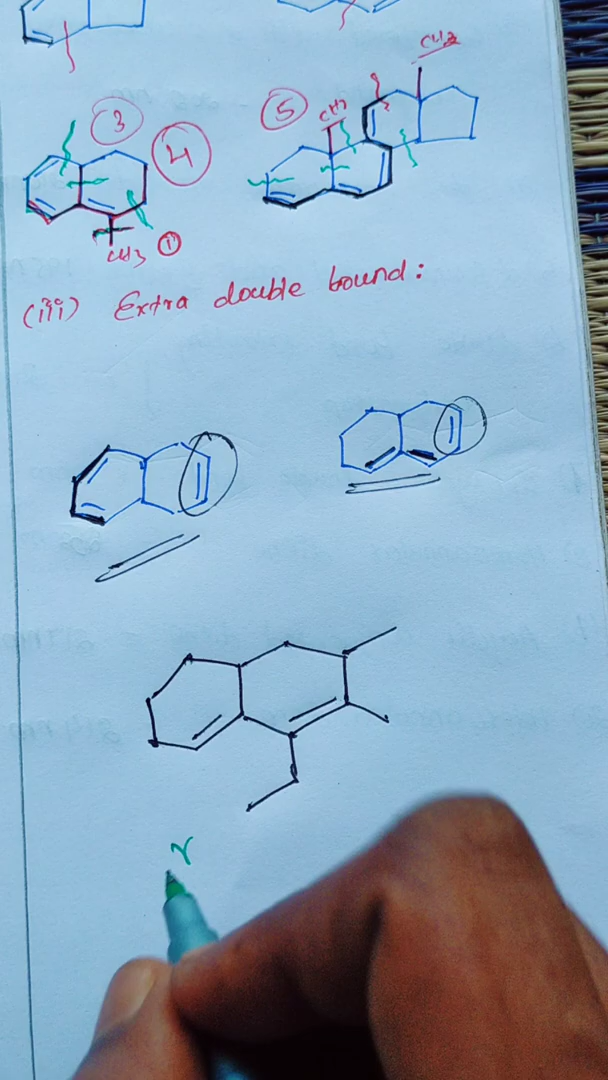 CH3
③
④
⑤
CH3
CH3 ①
(iii) Extra double bound:
r